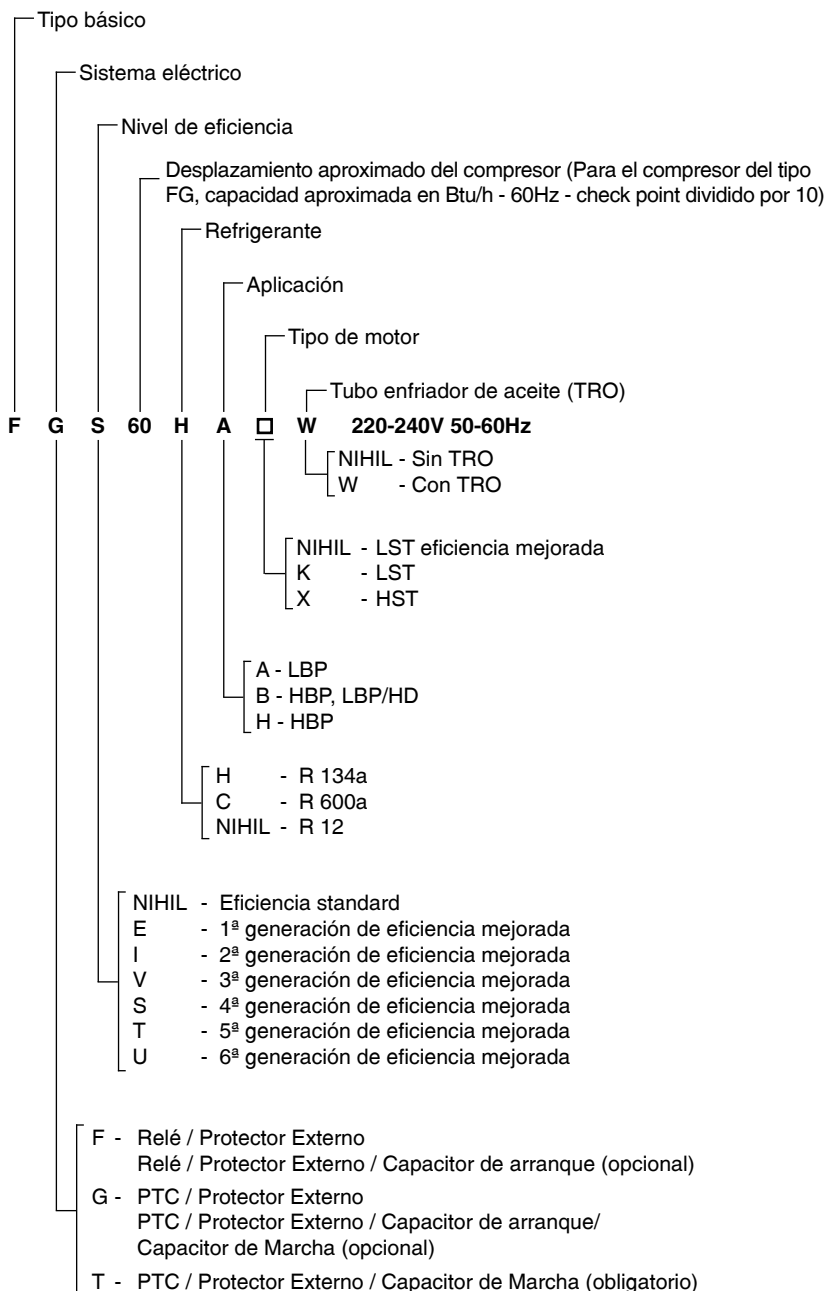 Tipo básico
Sistema eléctrico
Nivel de eficiencia
Desplazamiento aproximado del compresor (Para el compresor del tipo
FG, capacidad aproximada en Btu/h - 60Hz - check point dividido por 10)
Refrigerante
Aplicación
Tipo de motor
Tubo enfriador de aceite (TRO)
F G S 60 H A □ W 220-240V 50-60Hz
NIHIL - Sin TRO
W - Con TRO
NIHIL - LST eficiencia mejorada
K - LST
X - HST
A - LBP
B - HBP, LBP/HD
H - HBP
H - R 134a
C - R 600a
NIHIL - R 12
NIHIL - Eficiencia standard
E - 1ª generación de eficiencia mejorada
I - 2ª generación de eficiencia mejorada
V - 3ª generación de eficiencia mejorada
S - 4ª generación de eficiencia mejorada
T - 5ª generación de eficiencia mejorada
U - 6ª generación de eficiencia mejorada
F - Relé / Protector Externo
Relé / Protector Externo / Capacitor de arranque (opcional)
G - PTC / Protector Externo
PTC / Protector Externo / Capacitor de arranque/
Capacitor de Marcha (opcional)
T - PTC / Protector Externo / Capacitor de Marcha (obligatorio)